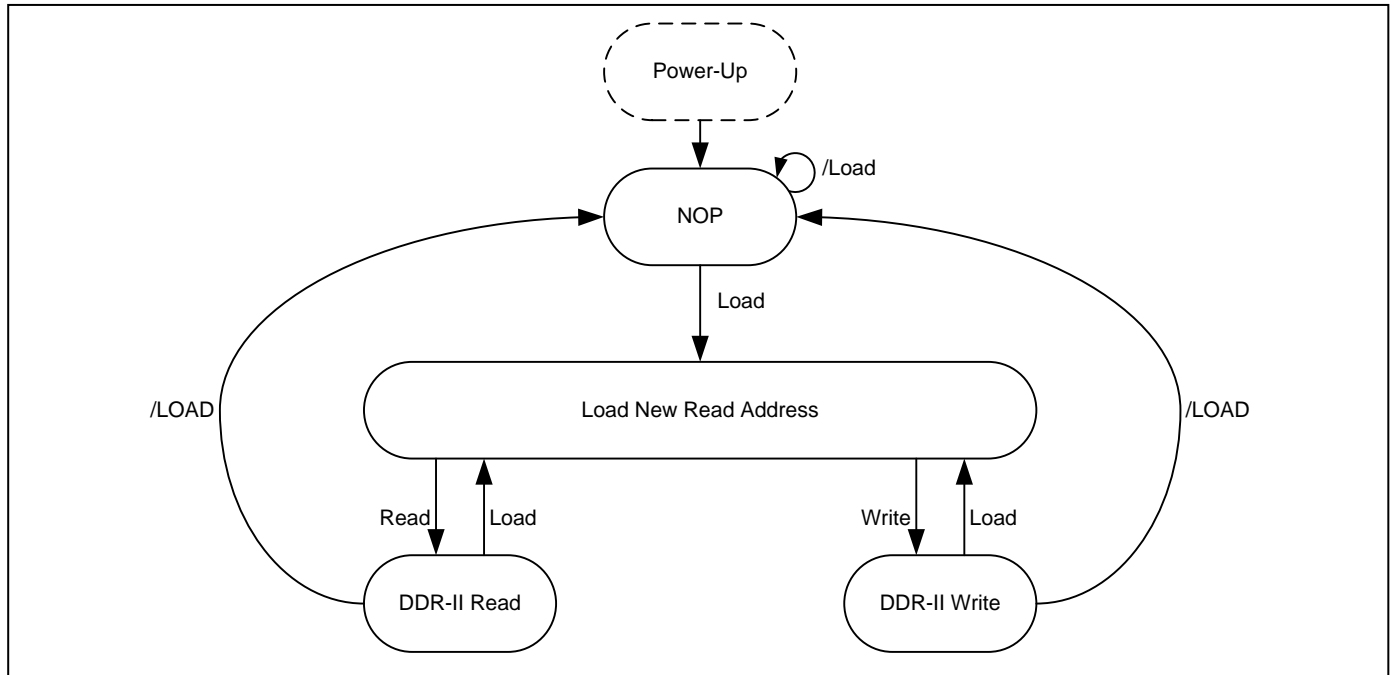 Power-Up
/Load
NOP
Load
/LOAD
Load New Read Address
/LOAD
Read
Load
Write
Load
DDR-II Read
DDR-II Write